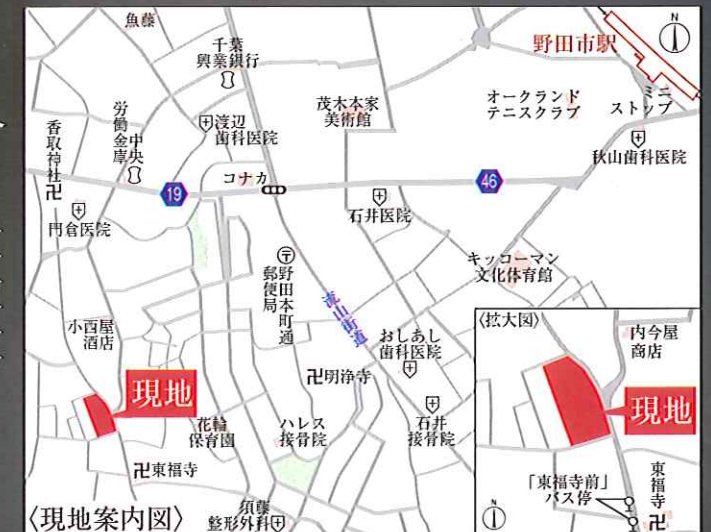 魚藤
千葉
興業銀行
野田市駅
N
茂木本家
美術館
オークランド
テニスクラブ
ミニ
ストップ
渡辺
歯科医院
中央
労働金庫
香取神社
秋山歯科医院
コナカ
19
46
石井医院
門倉医院
野田本町通
郵便局
キッコーマン
文化体育館
流山街道
小西屋
酒店
おしあし
歯科医院
卍明浄寺
現地
花輪
保育園
ハレス
接骨院
石井
接骨院
卍東福寺
須藤
整形外科
〈現地案内図〉
〈拡大図〉
内今屋
商店
現地
「東福寺前」
バス停
東福寺
卍
N